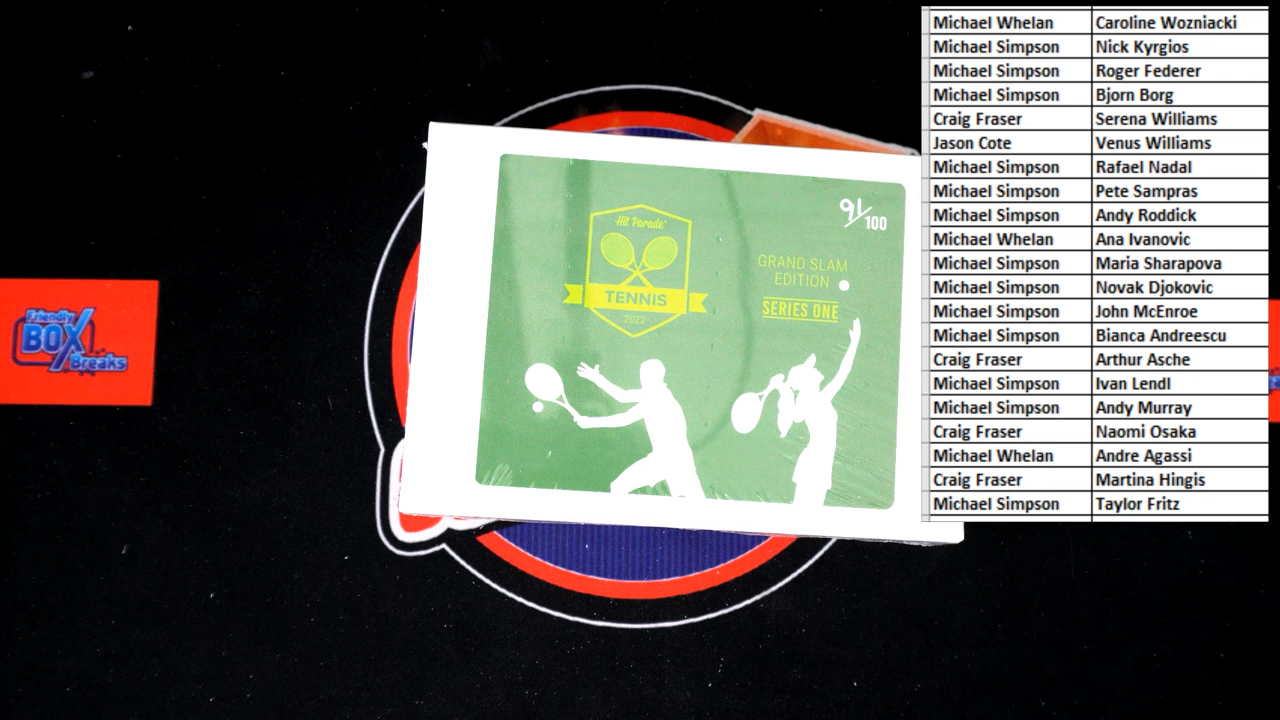 Friendly
BOX
Breaks
Hit Parade
TENNIS
2022
91/100
GRAND SLAM
EDITION
SERIES ONE
Michael Whelan Caroline Wozniacki
Michael Simpson Nick Kyrgios
Michael Simpson Roger Federer
Michael Simpson Bjorn Borg
Craig Fraser Serena Williams
Jason Cote Venus Williams
Michael Simpson Rafael Nadal
Michael Simpson Pete Sampras
Michael Simpson Andy Roddick
Michael Whelan Ana Ivanovic
Michael Simpson Maria Sharapova
Michael Simpson Novak Djokovic
Michael Simpson John McEnroe
Michael Simpson Bianca Andreescu
Craig Fraser Arthur Asche
Michael Simpson Ivan Lendl
Michael Simpson Andy Murray
Craig Fraser Naomi Osaka
Michael Whelan Andre Agassi
Craig Fraser Martina Hingis
Michael Simpson Taylor Fritz